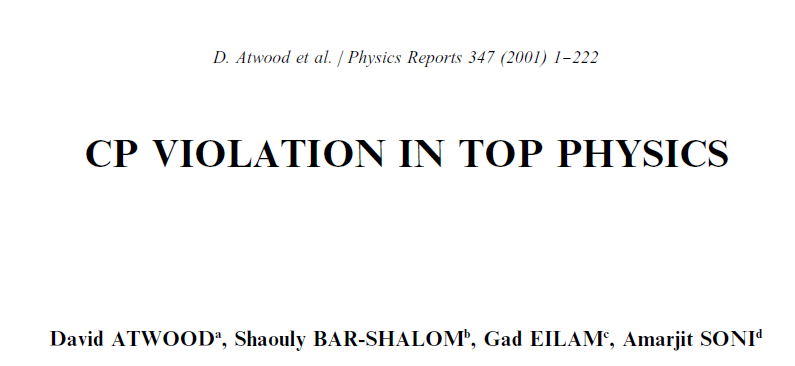 D. Atwood et al. / Physics Reports 347 (2001) 1–222
CP VIOLATION IN TOP PHYSICS
David ATWOODᵃ, Shaouly BAR-SHALOMᵇ, Gad EILAMᶜ, Amarjit SONIᵈ